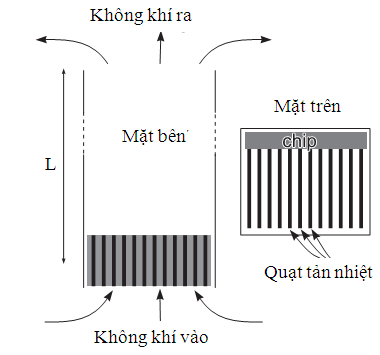 Không khí ra
Mặt bên
Mặt trên
chip
L
Quạt tản nhiệt
Không khí vào